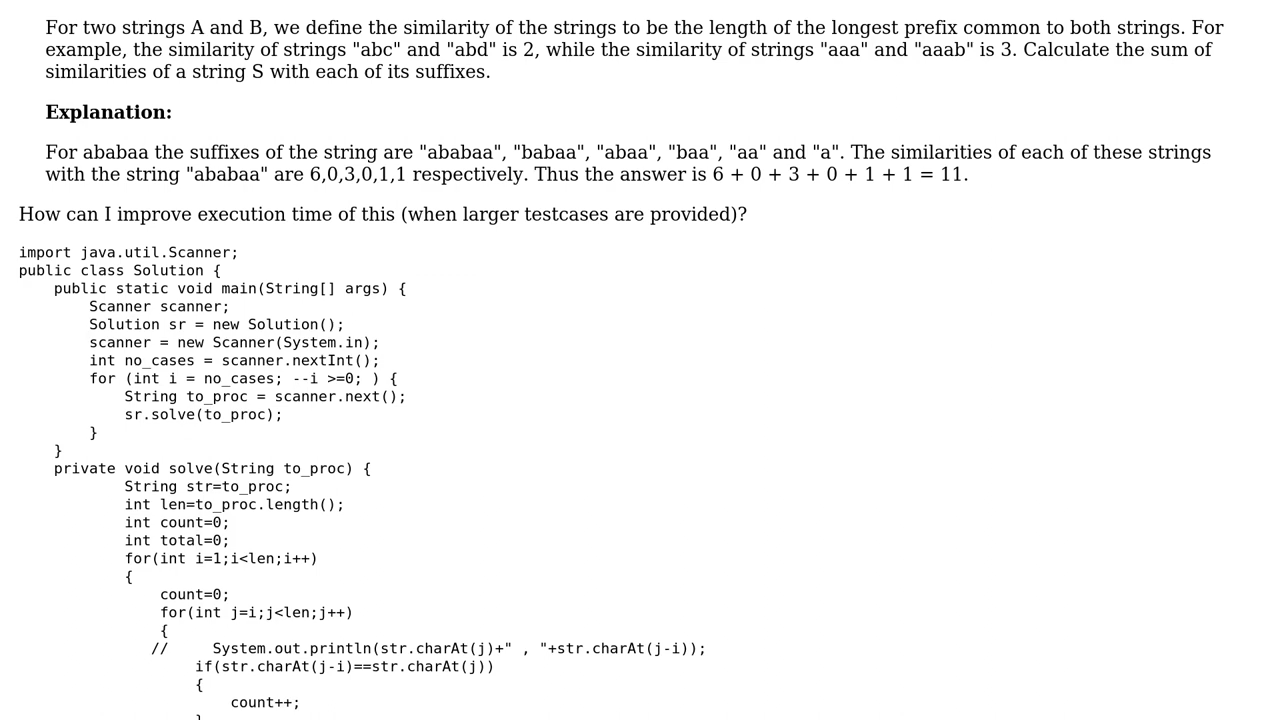 For two strings A and B, we define the similarity of the strings to be the length of the longest prefix common to both strings. For
example, the similarity of strings "abc" and "abd" is 2, while the similarity of strings "aaa" and "aaab" is 3. Calculate the sum of
similarities of a string S with each of its suffixes.
Explanation:
For ababaa the suffixes of the string are "ababaa", "babaa", "abaa", "baa", "aa" and "a". The similarities of each of these strings
with the string "ababaa" are 6,0,3,0,1,1 respectively. Thus the answer is 6 + 0 + 3 + 0 + 1 + 1 = 11.
How can I improve execution time of this (when larger testcases are provided)?
import java.util.Scanner;
public class Solution {
    public static void main(String[] args) {
        Scanner scanner;
        Solution sr = new Solution();
        scanner = new Scanner(System.in);
        int no_cases = scanner.nextInt();
        for (int i = no_cases; --i >=0; ) {
            String to_proc = scanner.next();
            sr.solve(to_proc);
        }
    }
    private void solve(String to_proc) {
            String str=to_proc;
            int len=to_proc.length();
            int count=0;
            int total=0;
            for(int i=1;i<len;i++)
            {
                count=0;
                for(int j=i;j<len;j++)
                {
               //     System.out.println(str.charAt(j)+" , "+str.charAt(j-i));
                    if(str.charAt(j-i)==str.charAt(j))
                    {
                        count++;
                    }